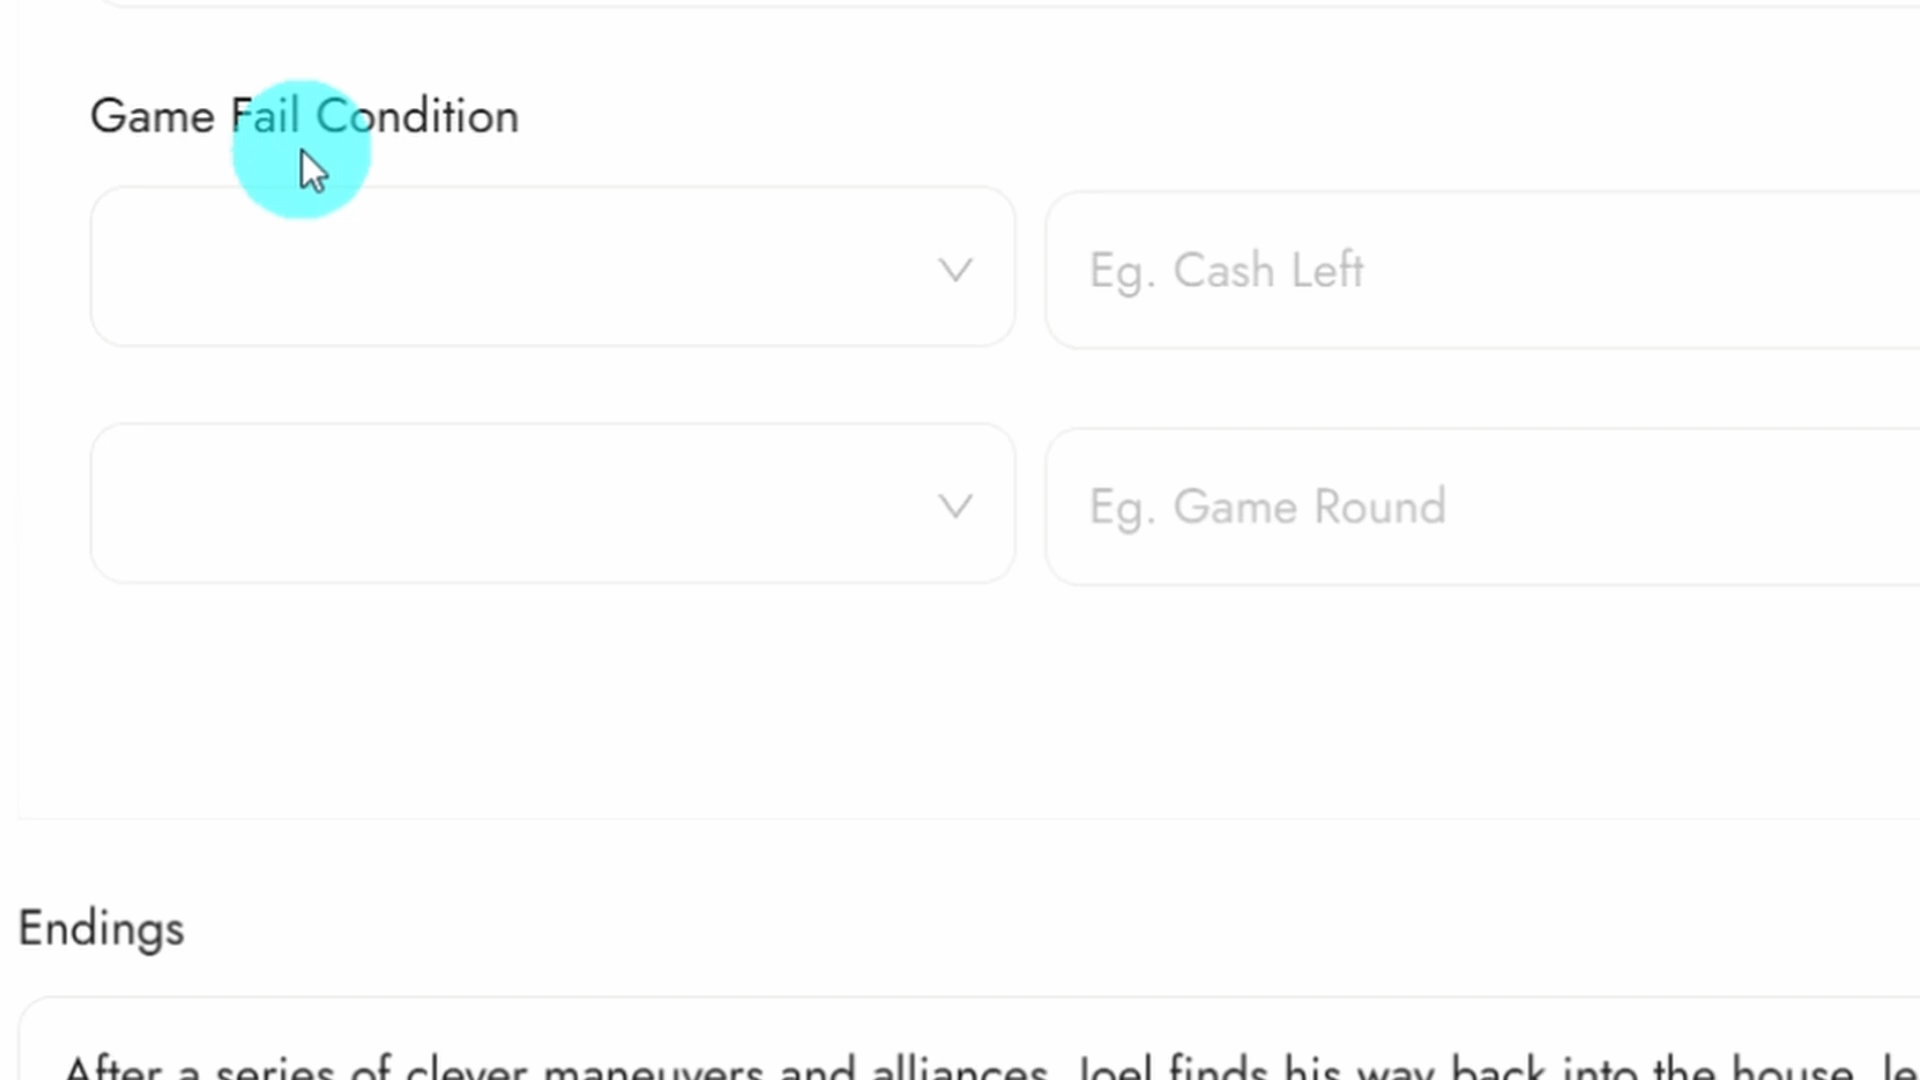 Game Fail Condition
Eg. Cash Left
Eg. Game Round
Endings
After a series of clever maneuvers and alliances, Joel finds his way back into the house, le